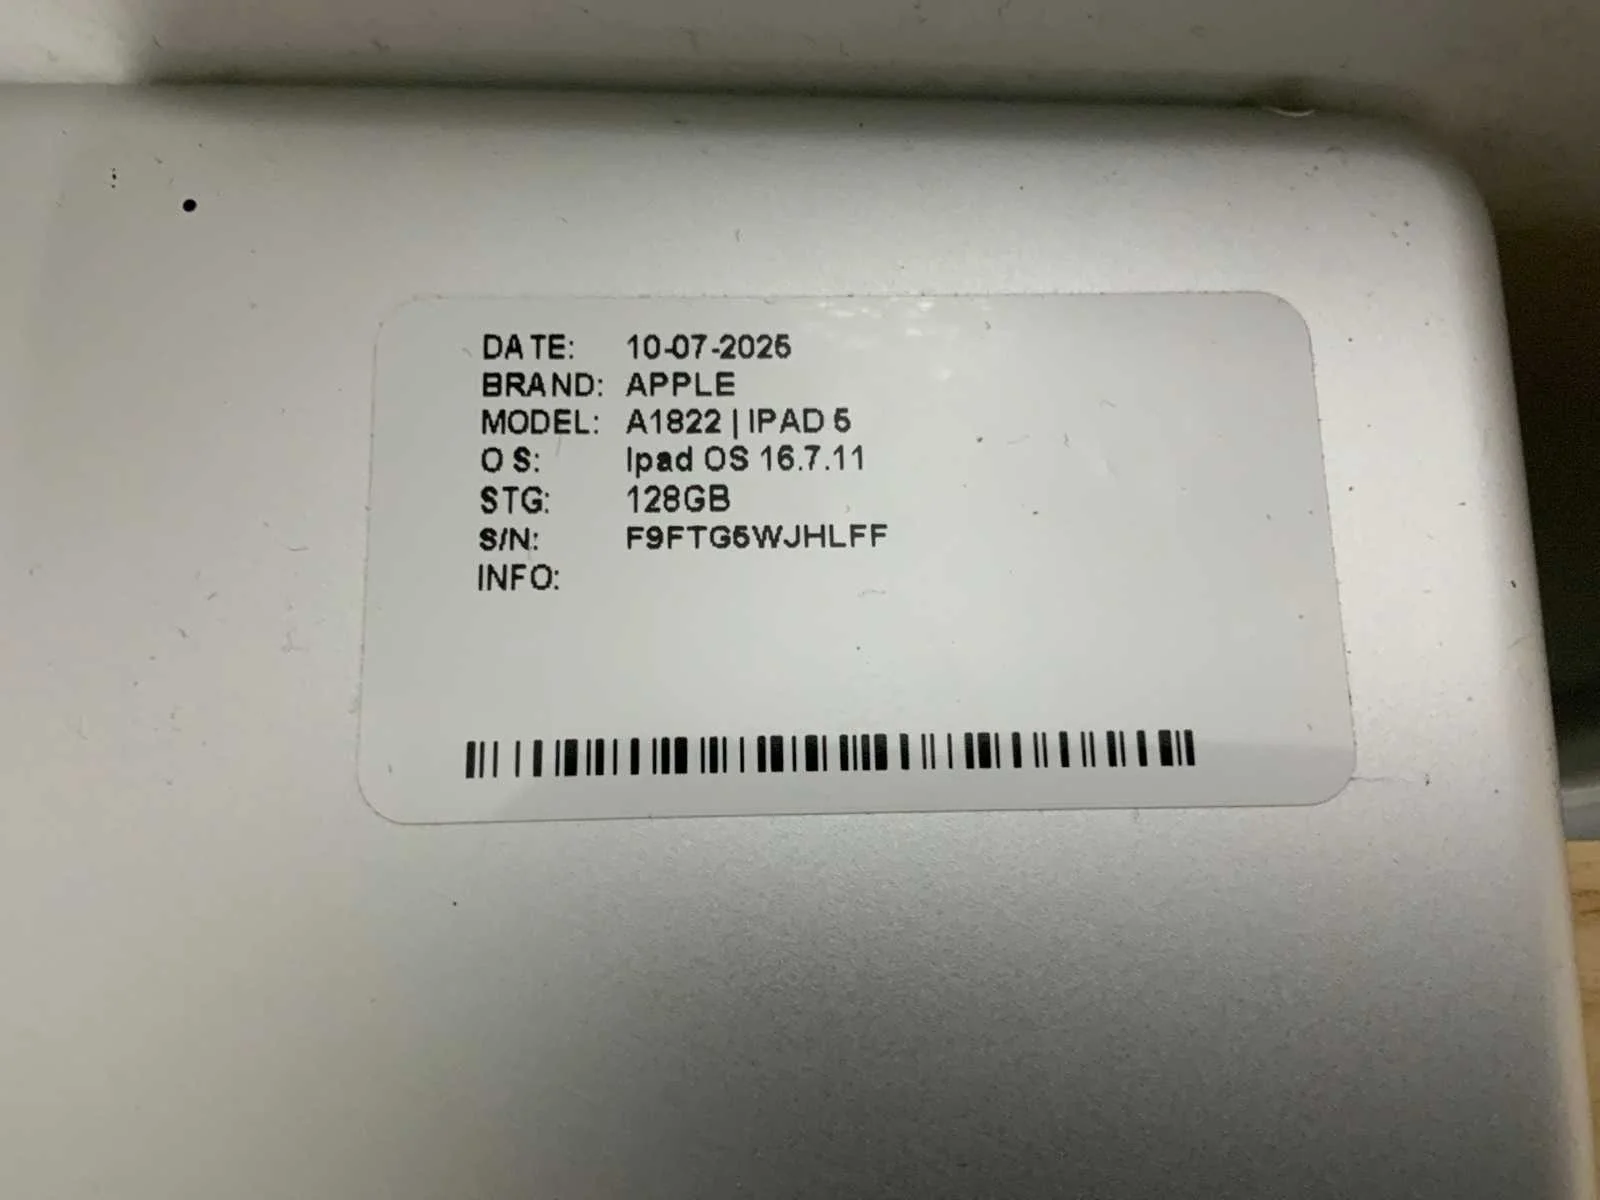 DATE: 10-07-2025
BRAND: APPLE
MODEL: A1822 | IPAD 5
OS: Ipad OS 16.7.11
STG: 128GB
S/N: F9FTG5WJHLFF
INFO: